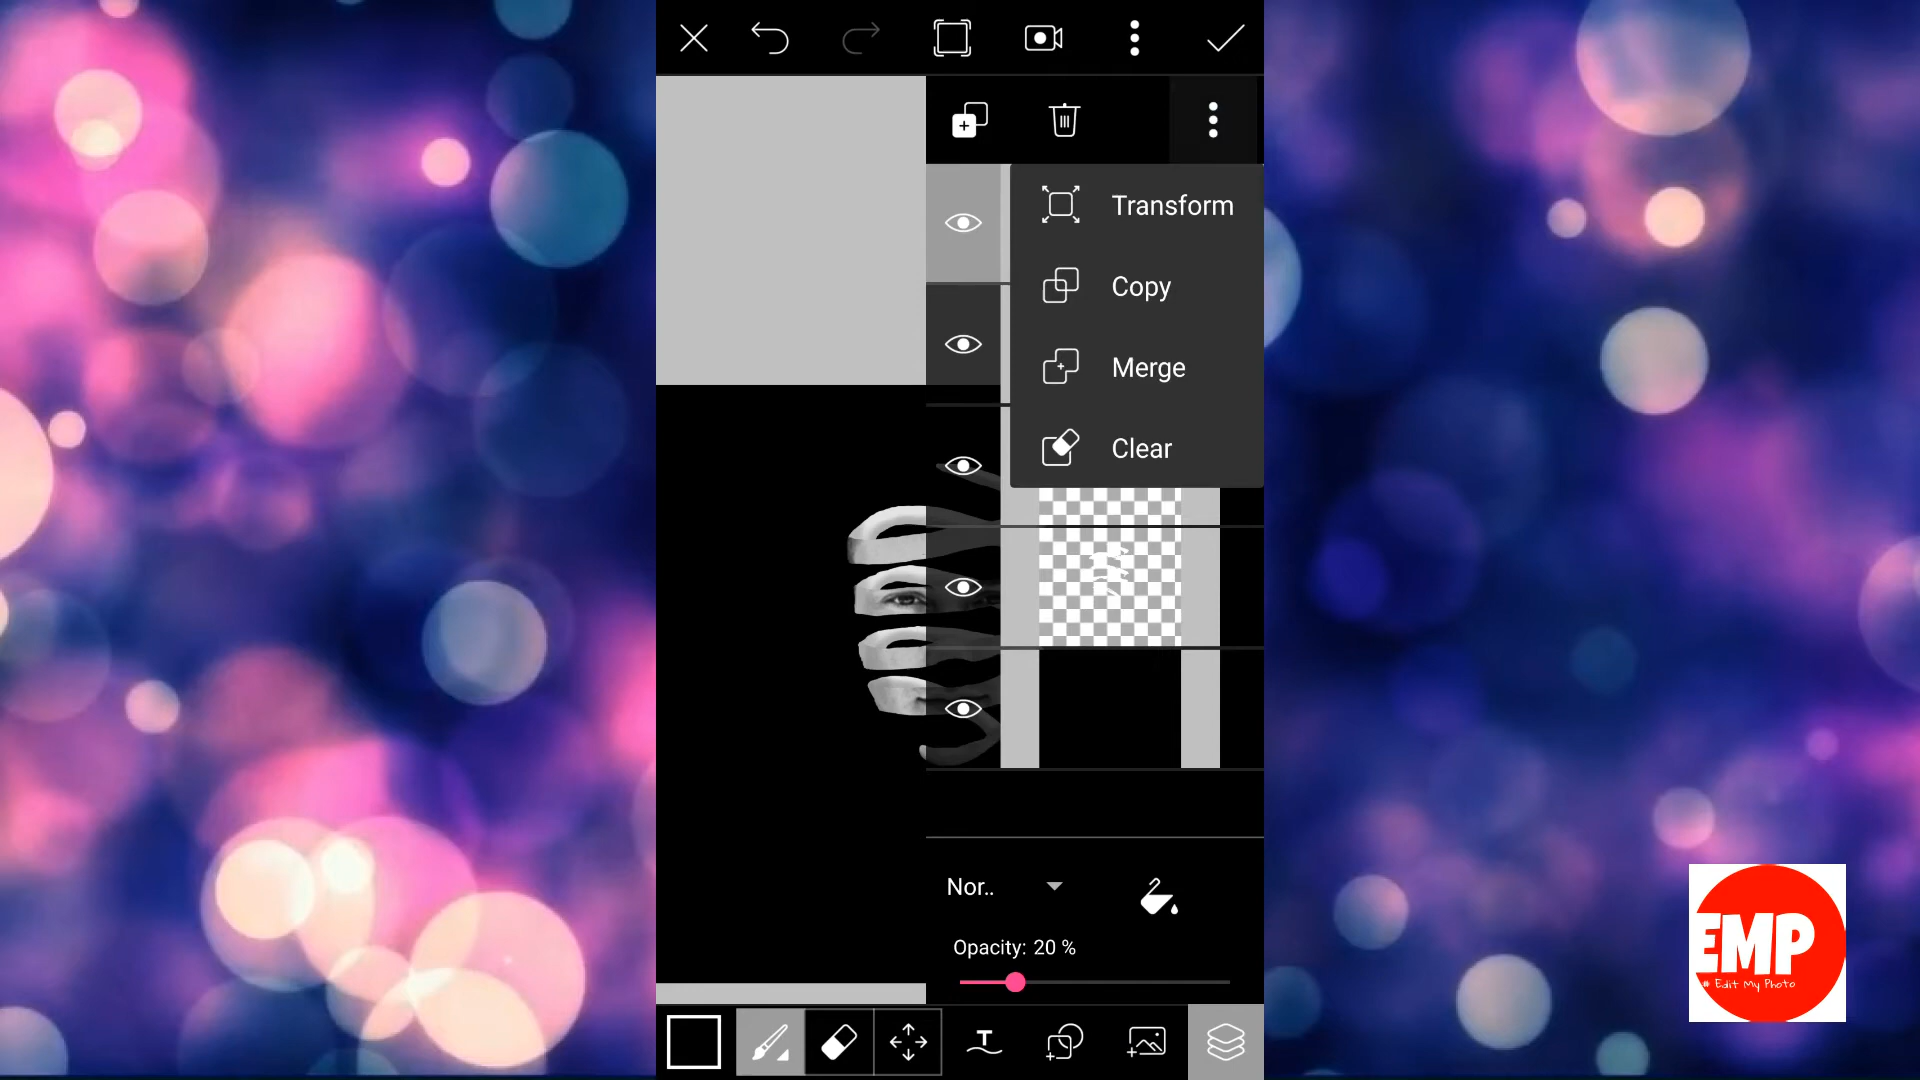 Transform
Copy
Merge
Clear
Nor..
Opacity: 20 %
T
EMP
# Edit My Photo